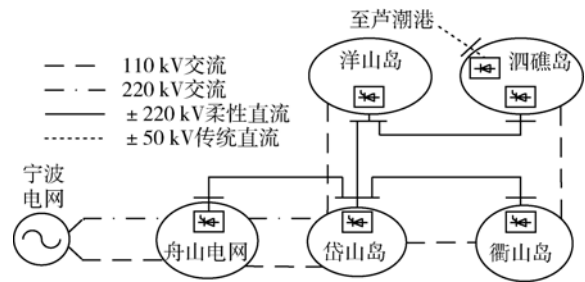 至芦潮港
110 kV交流
220 kV交流
± 220 kV柔性直流
± 50 kV传统直流
洋山岛
泗礁岛
宁波
电网
舟山电网
岱山岛
衢山岛